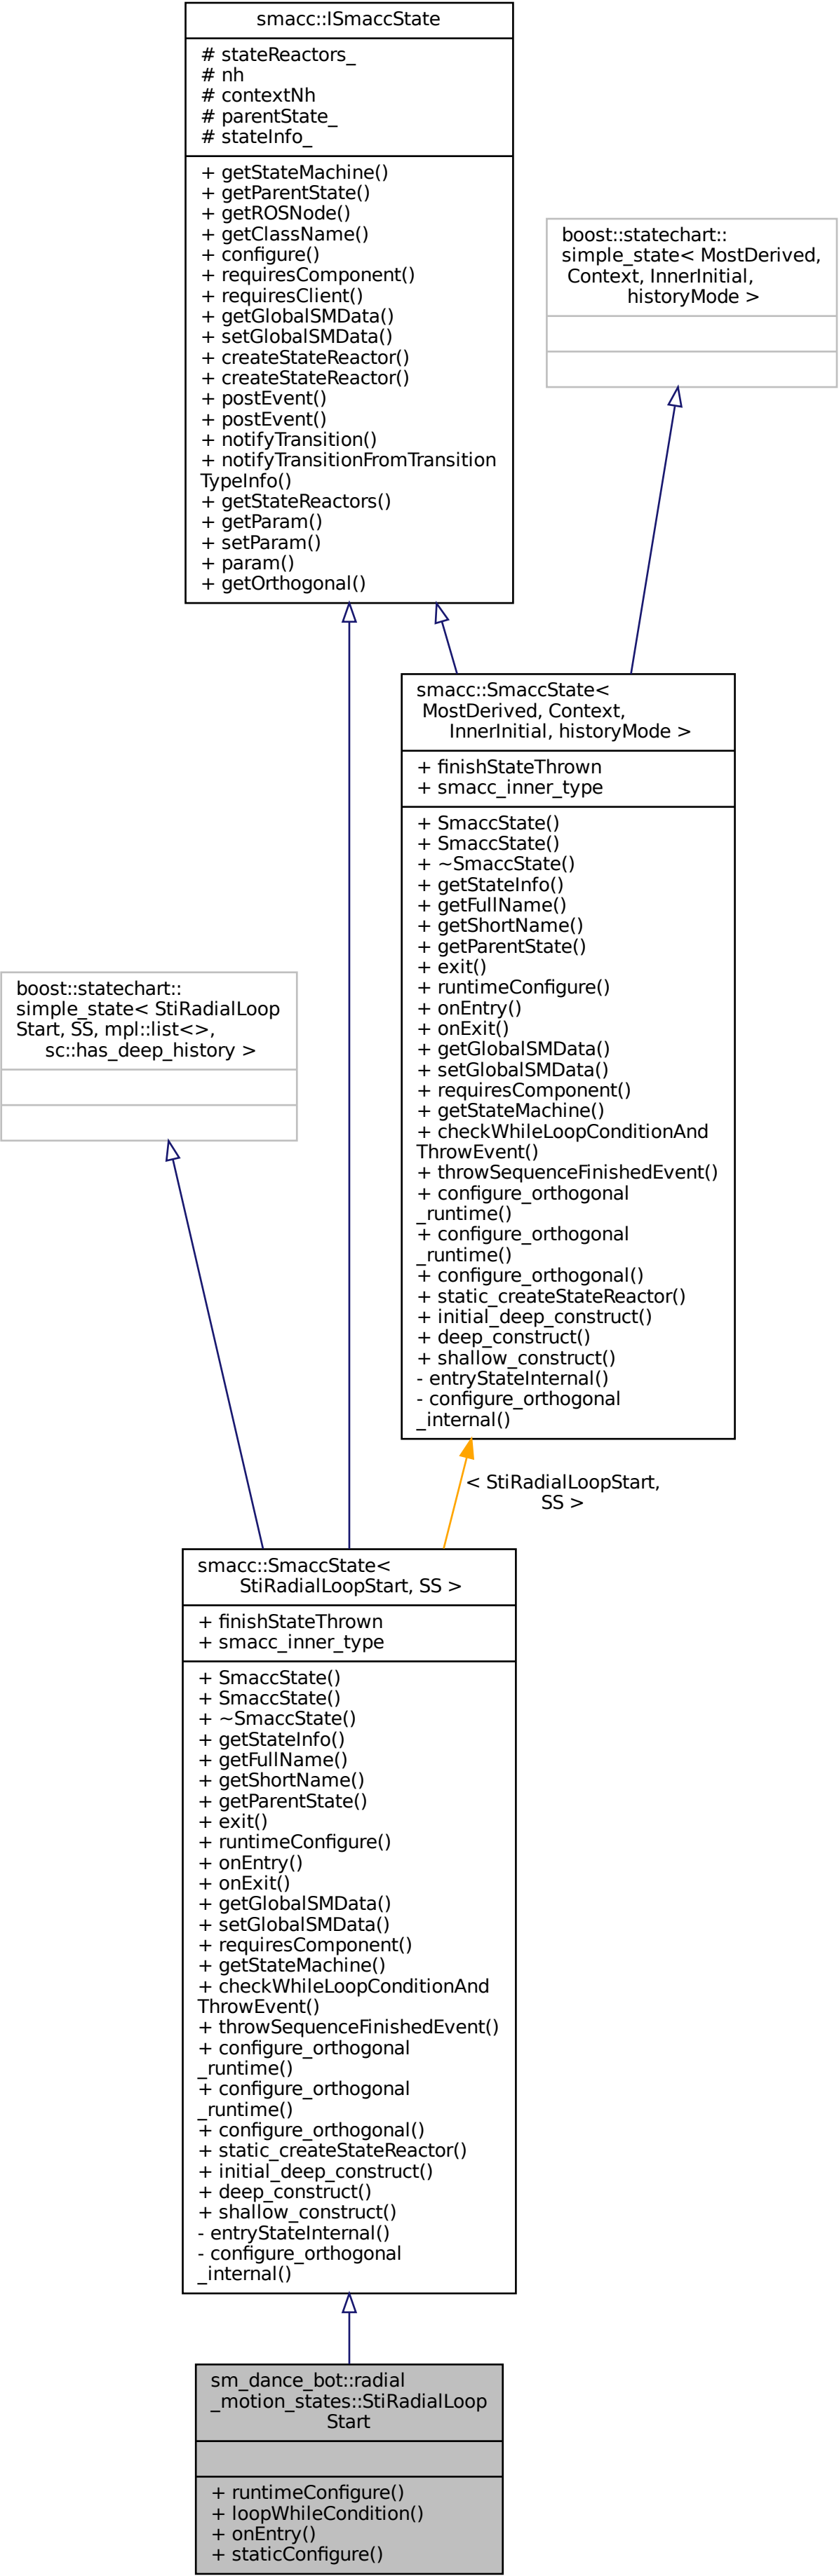 smacc::ISmaccState
# stateReactors_
# nh
# contextNh
# parentState_
# stateInfo_
+ getStateMachine()
+ getParentState()
+ getROSNode()
+ getClassName()
+ configure()
+ requiresComponent()
+ requiresClient()
+ getGlobalSMData()
+ setGlobalSMData()
+ createStateReactor()
+ createStateReactor()
+ postEvent()
+ postEvent()
+ notifyTransition()
+ notifyTransitionFromTransition
TypeInfo()
+ getStateReactors()
+ getParam()
+ setParam()
+ param()
+ getOrthogonal()
boost::statechart::
simple_state< MostDerived,
Context, InnerInitial,
historyMode >
smacc::SmaccState<
MostDerived, Context,
InnerInitial, historyMode >
+ finishStateThrown
+ smacc_inner_type
+ SmaccState()
+ SmaccState()
+ ~SmaccState()
+ getStateInfo()
+ getFullName()
+ getShortName()
+ getParentState()
+ exit()
+ runtimeConfigure()
+ onEntry()
+ onExit()
+ getGlobalSMData()
+ setGlobalSMData()
+ requiresComponent()
+ getStateMachine()
+ checkWhileLoopConditionAnd
ThrowEvent()
+ throwSequenceFinishedEvent()
+ configure_orthogonal
_runtime()
+ configure_orthogonal
_runtime()
+ configure_orthogonal()
+ static_createStateReactor()
+ initial_deep_construct()
+ deep_construct()
+ shallow_construct()
- entryStateInternal()
- configure_orthogonal
_internal()
boost::statechart::
simple_state< StiRadialLoop
Start, SS, mpl::list<>,
sc::has_deep_history >
< StiRadialLoopStart,
SS >
smacc::SmaccState<
StiRadialLoopStart, SS >
+ finishStateThrown
+ smacc_inner_type
+ SmaccState()
+ SmaccState()
+ ~SmaccState()
+ getStateInfo()
+ getFullName()
+ getShortName()
+ getParentState()
+ exit()
+ runtimeConfigure()
+ onEntry()
+ onExit()
+ getGlobalSMData()
+ setGlobalSMData()
+ requiresComponent()
+ getStateMachine()
+ checkWhileLoopConditionAnd
ThrowEvent()
+ throwSequenceFinishedEvent()
+ configure_orthogonal
_runtime()
+ configure_orthogonal
_runtime()
+ configure_orthogonal()
+ static_createStateReactor()
+ initial_deep_construct()
+ deep_construct()
+ shallow_construct()
- entryStateInternal()
- configure_orthogonal
_internal()
sm_dance_bot::radial
_motion_states::StiRadialLoop
Start
+ runtimeConfigure()
+ loopWhileCondition()
+ onEntry()
+ staticConfigure()